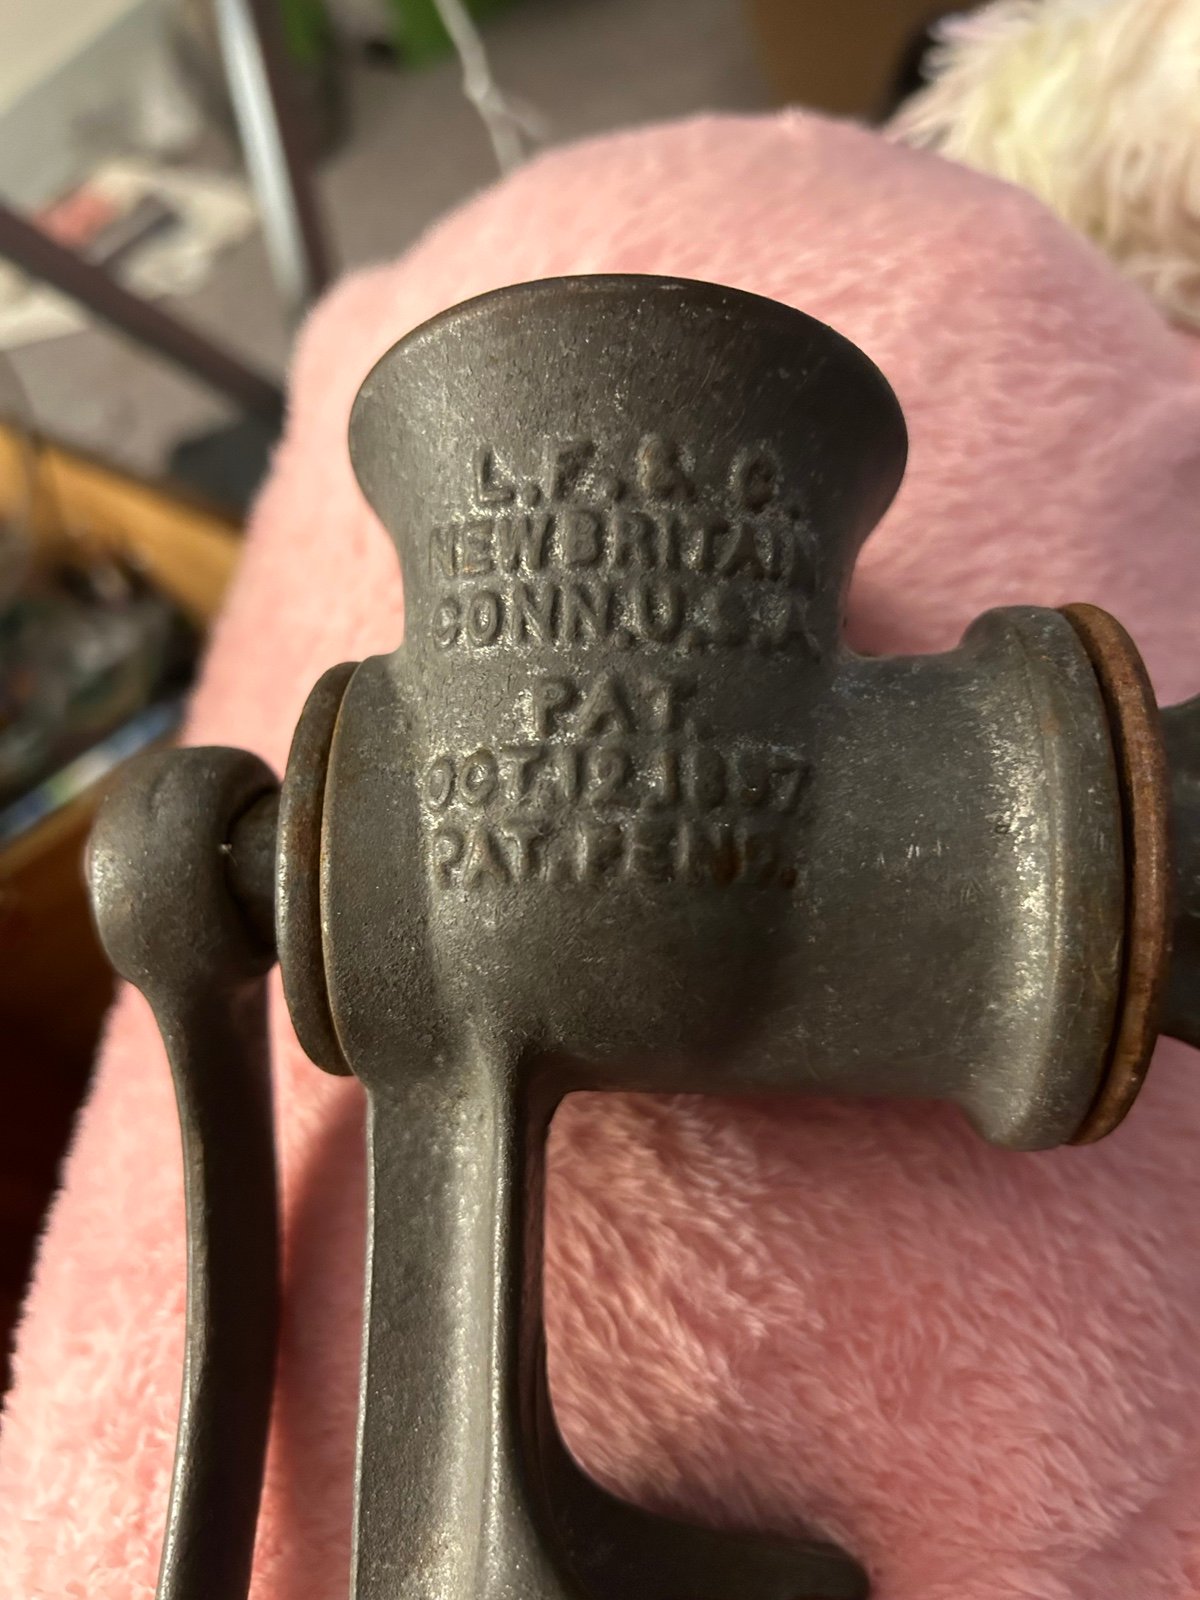 L.F. & C.
NEW BRITAIN
CONN. U.S.A.
PAT.
OCT. 12. 1897
PAT. PEND.